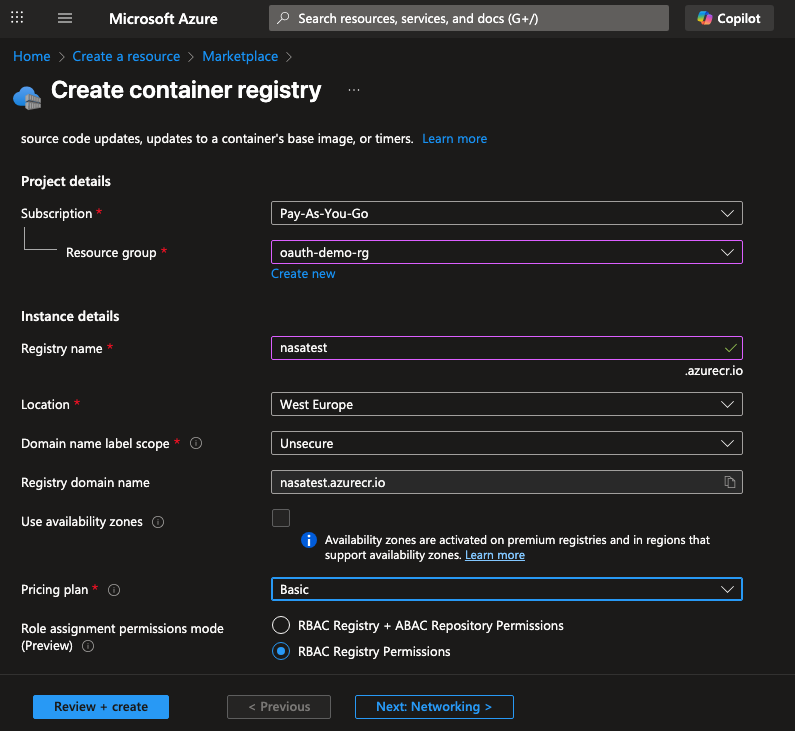 Microsoft Azure
Search resources, services, and docs (G+/)
Copilot
Home > Create a resource > Marketplace >
Create container registry ...
source code updates, updates to a container's base image, or timers. Learn more
Project details
Subscription * Pay-As-You-Go
Resource group * oauth-demo-rg
Create new
Instance details
Registry name * nasatest
.azurecr.io
Location * West Europe
Domain name label scope * Unsecure
Registry domain name nasatest.azurecr.io
Use availability zones
Availability zones are activated on premium registries and in regions that
support availability zones. Learn more
Pricing plan * Basic
Role assignment permissions mode
(Preview)
RBAC Registry + ABAC Repository Permissions
RBAC Registry Permissions
Review + create
< Previous
Next: Networking >